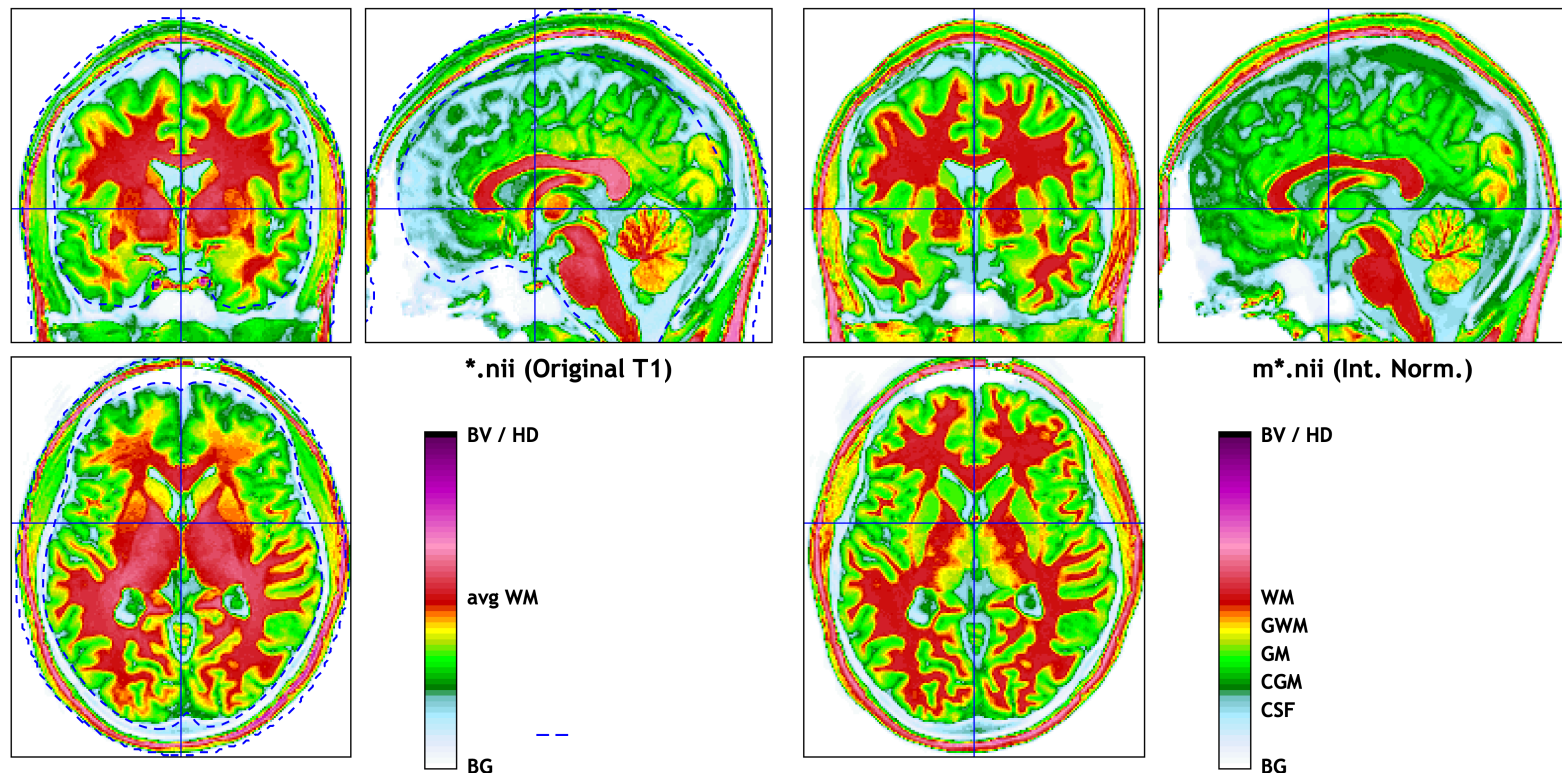 *.nii (Original T1)
BV / HD
avg WM
BG
m*.nii (Int. Norm.)
BV / HD
WM
GWM
GM
CGM
CSF
BG